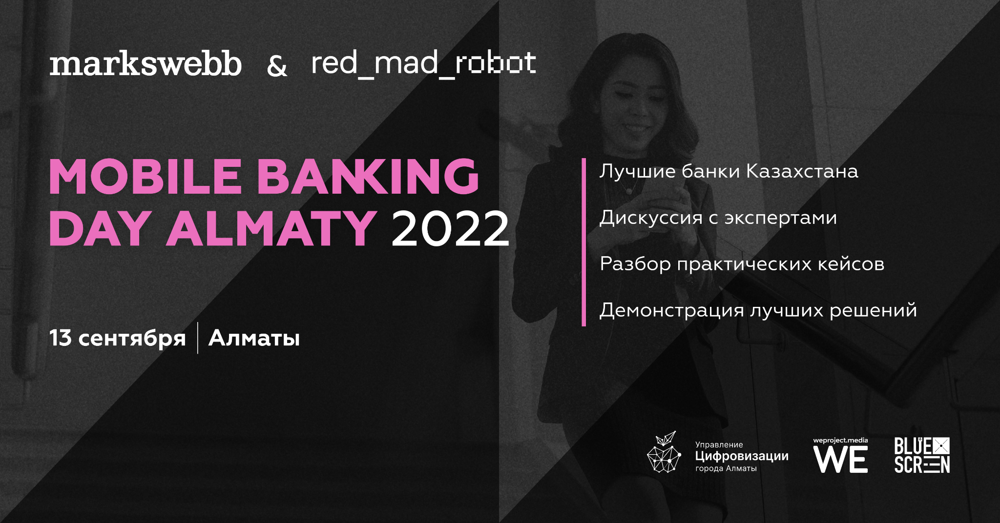 markswebb & red_mad_robot
MOBILE BANKING
DAY ALMATY 2022
13 сентября | Алматы
Лучшие банки Казахстана
Дискуссия с экспертами
Разбор практических кейсов
Демонстрация лучших решений
Управление
Цифровизации
города Алматы
weproject.media
WE
BLUE
SCREEN